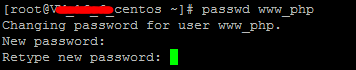 [root@V centos ~]# passwd www_php
Changing password for user www_php.
New password:
Retype new password: